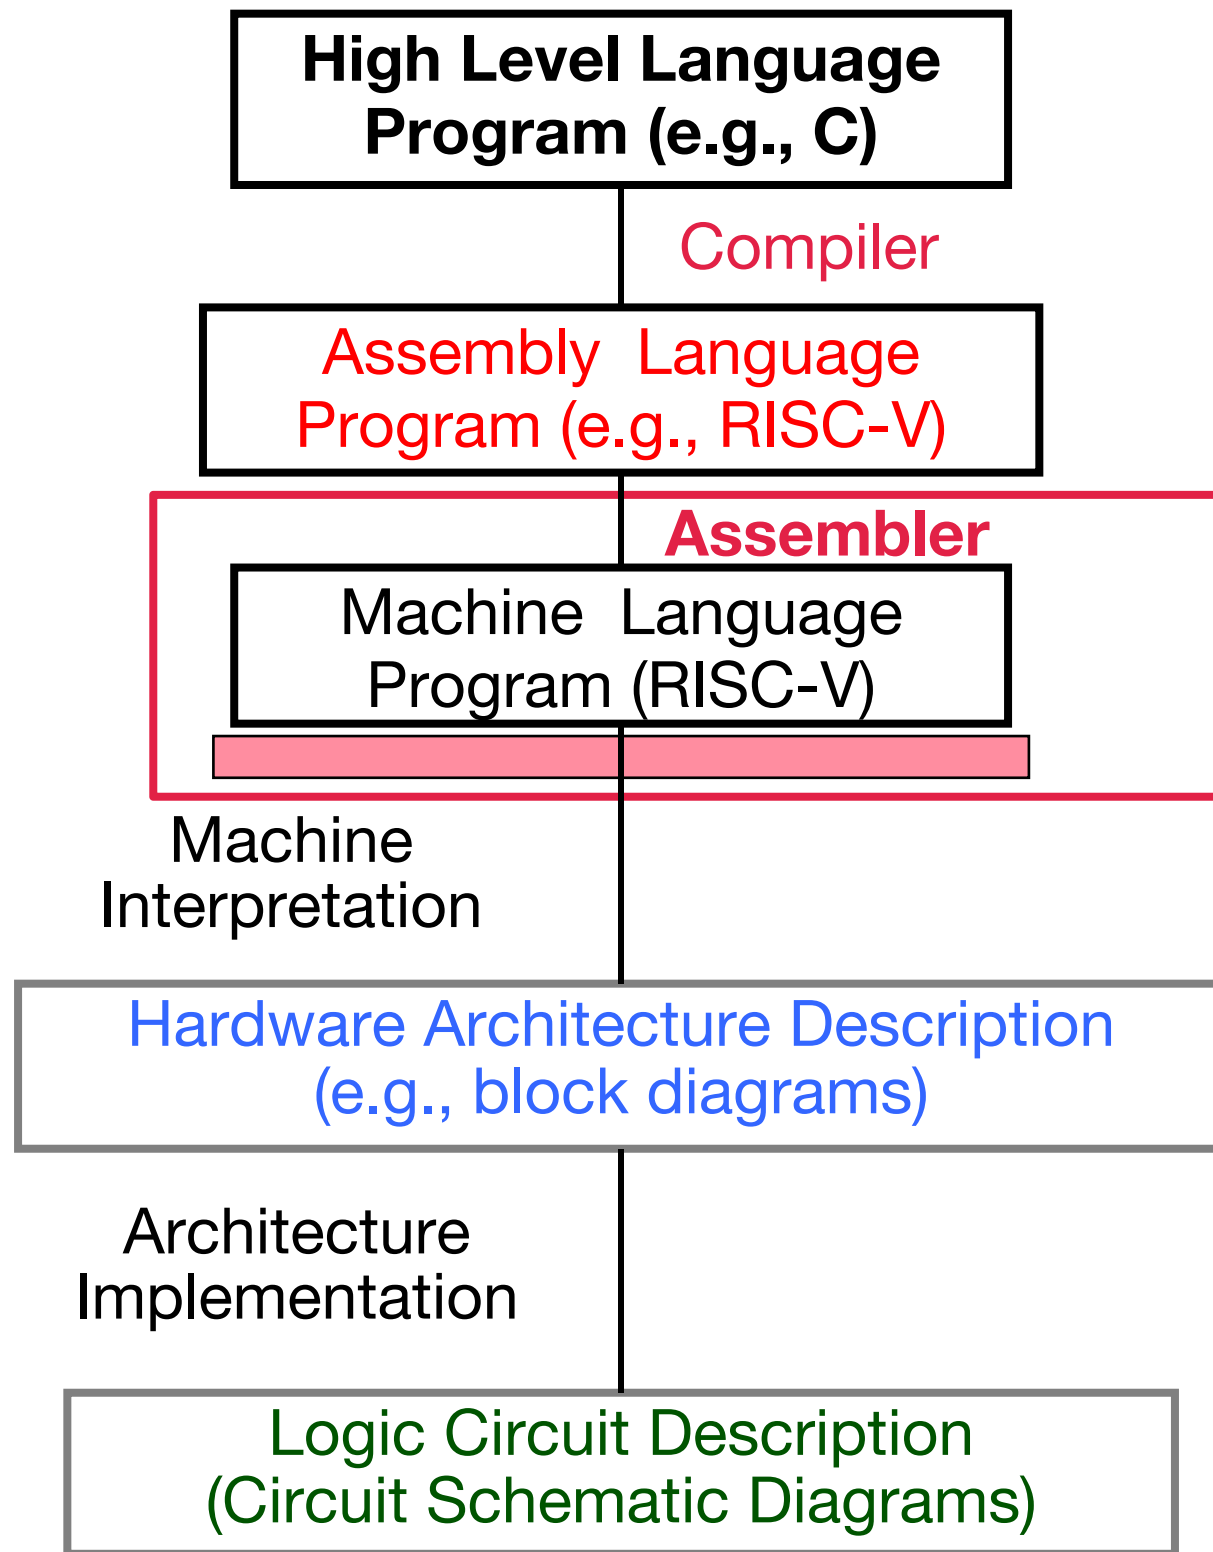 High Level Language
Program (e.g., C)
Compiler
Assembly Language
Program (e.g., RISC-V)
Assembler
Machine Language
Program (RISC-V)
Machine
Interpretation
Hardware Architecture Description
(e.g., block diagrams)
Architecture
Implementation
Logic Circuit Description
(Circuit Schematic Diagrams)